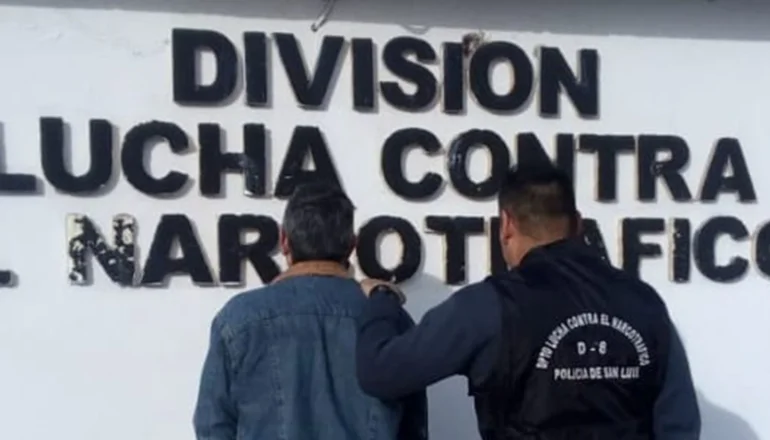 DIVISION
LUCHA CONTRA
L NARCOTRAFICO
DPTO LUCHA CONTRA EL NARCOTRAFICO
D-8
POLICIA DE SAN LUIS